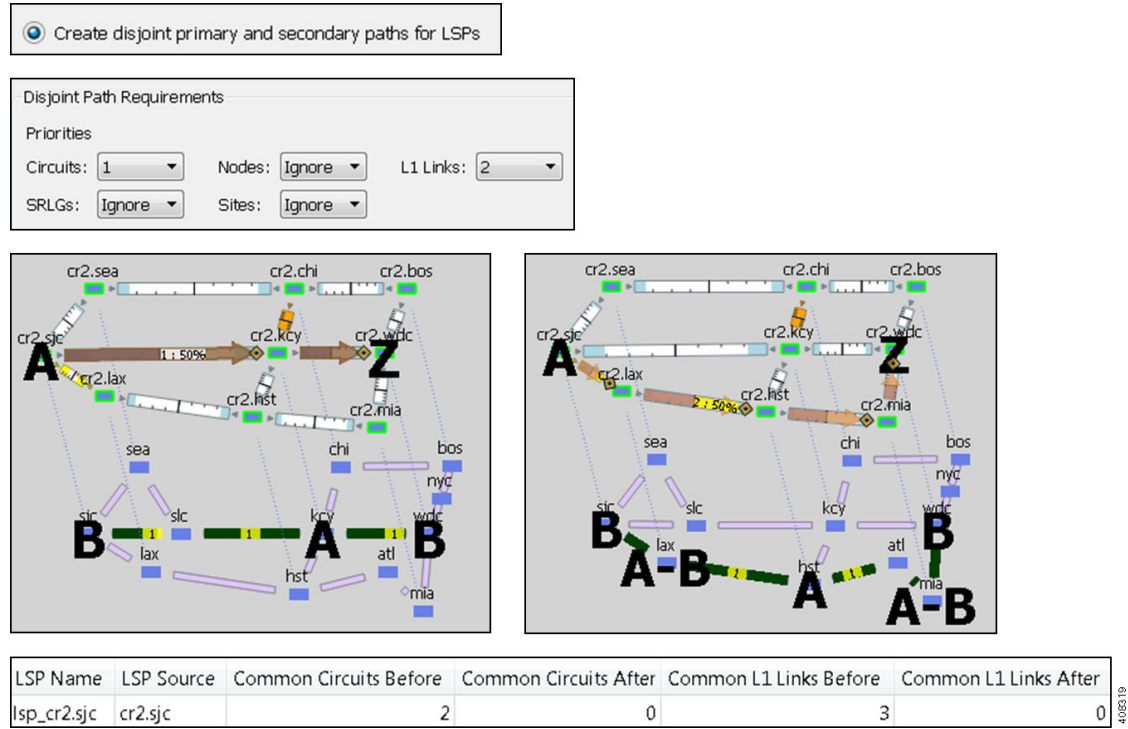 Create disjoint primary and secondary paths for LSPs
Disjoint Path Requirements
Priorities
Circuits: 1 Nodes: Ignore L1 Links: 2
SRLGs: Ignore Sites: Ignore
cr2.sea cr2.chi cr2.bos
cr2.sjc cr2.kcy cr2.wdc
A 1 : 50% Z
cr2.lax
cr2.hst
cr2.mia
sea chi bos
nyc
sjc slc kcy wdc
B 1 1 A 1 B
lax atl
hst
mia
cr2.sea cr2.chi cr2.bos
cr2.sjc cr2.kcy cr2.wdc
A Z
cr2.lax
2 : 50% cr2.hst
cr2.mia
sea chi bos
nyc
sjc slc kcy wdc
B B
lax atl
A-B 1 hst 1
A mia
A-B
LSP Name LSP Source Common Circuits Before Common Circuits After Common L1 Links Before Common L1 Links After
lsp_cr2.sjc cr2.sjc 2 0 3 0
408319